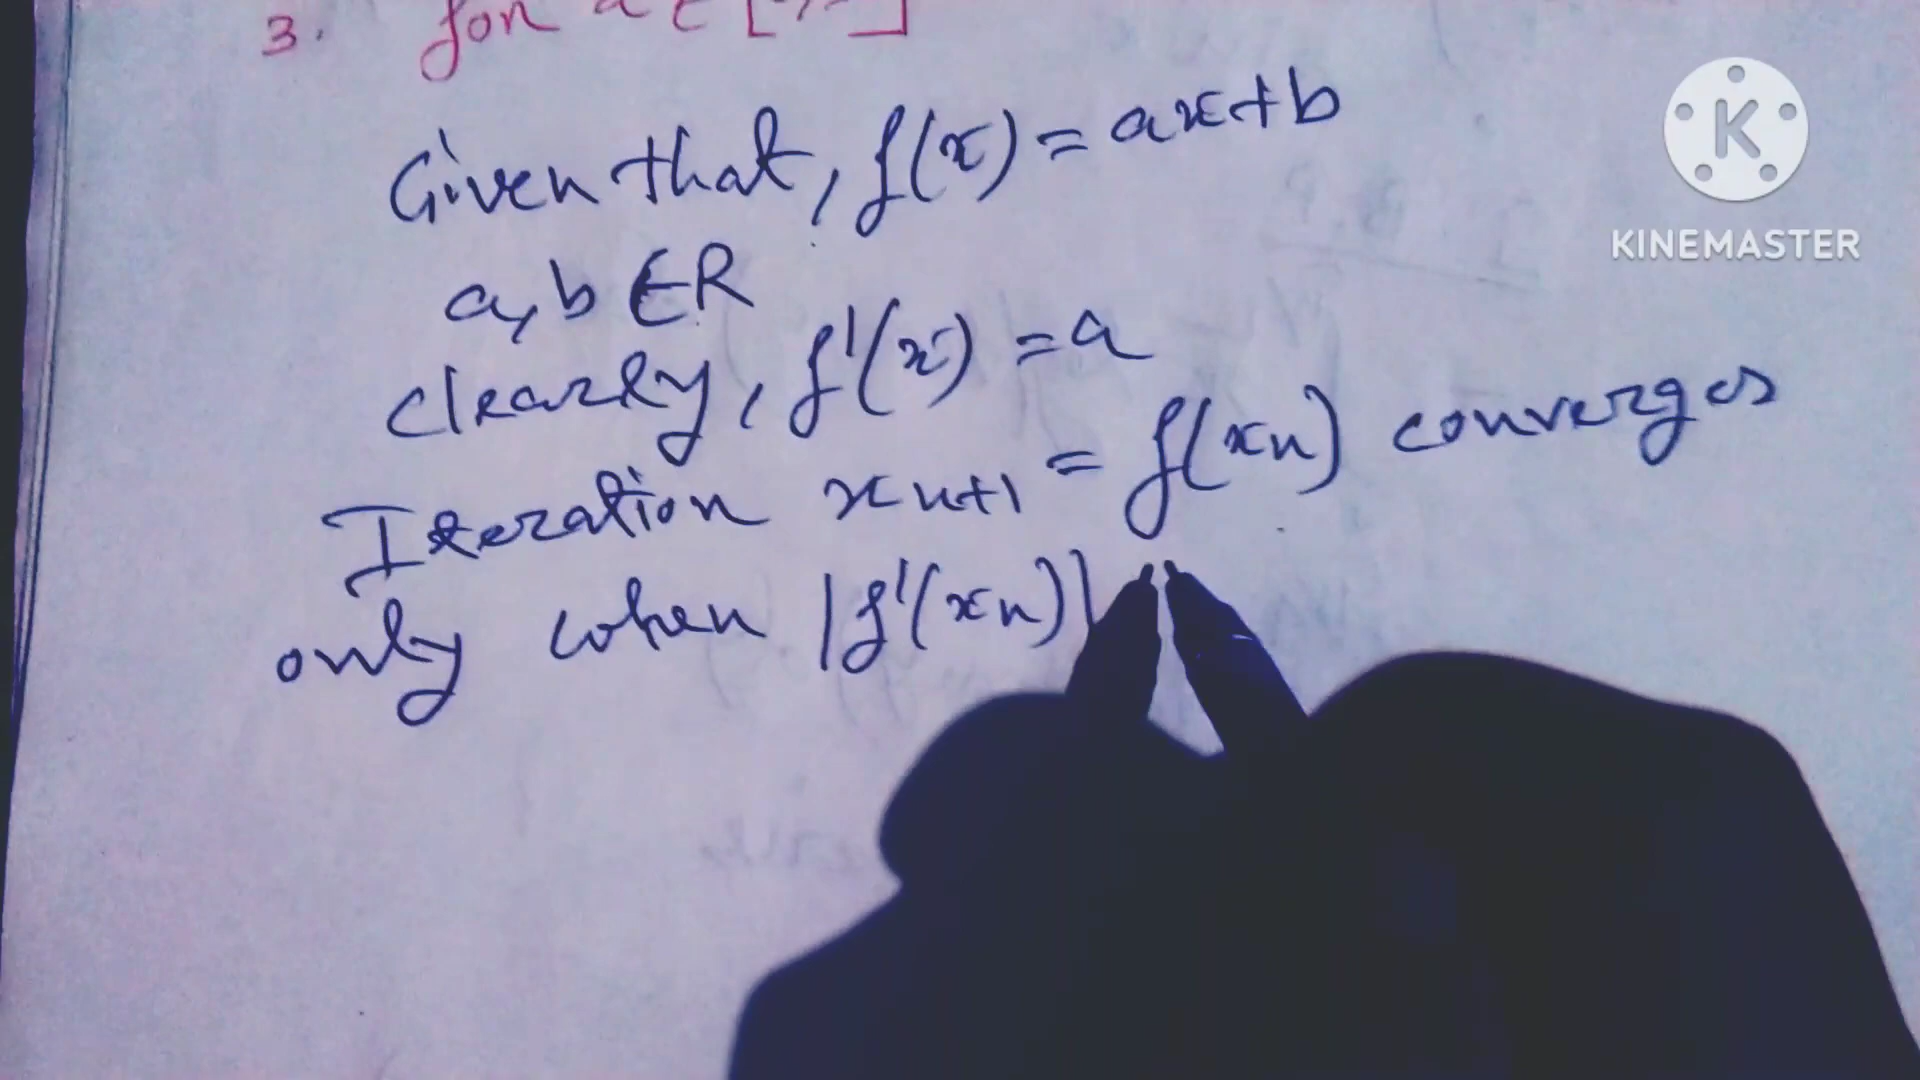 3. for
Given that, f(x) = ax+b
a, b ∈ R
clearly, f'(x) = a
Iteration xn+1 = f(xn) converges
only when |f'(xn)|
K
KINEMASTER